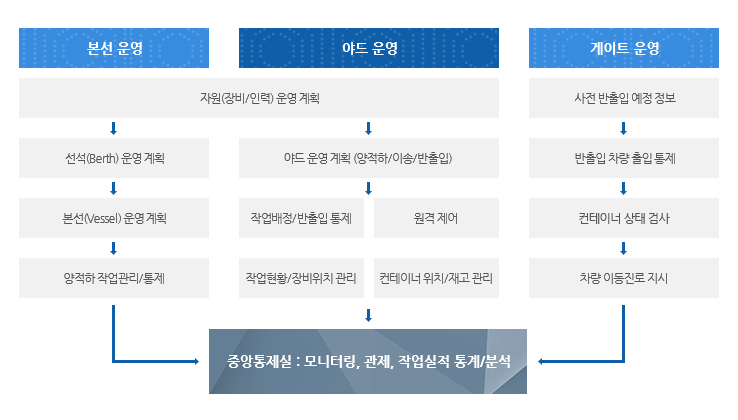 본선 운영
야드 운영
게이트 운영
자원(장비/인력) 운영 계획
사전 반출입 예정 정보
선석(Berth) 운영 계획
야드 운영 계획 (양적하/이송/반출입)
반출입 차량 출입 통제
본선(Vessel) 운영 계획
작업배정/반출입 통제
원격 제어
컨테이너 상태 검사
양적하 작업관리/통제
작업현황/장비위치 관리
컨테이너 위치/재고 관리
차량 이동진로 지시
중앙통제실 : 모니터링, 관제, 작업실적 통계/분석